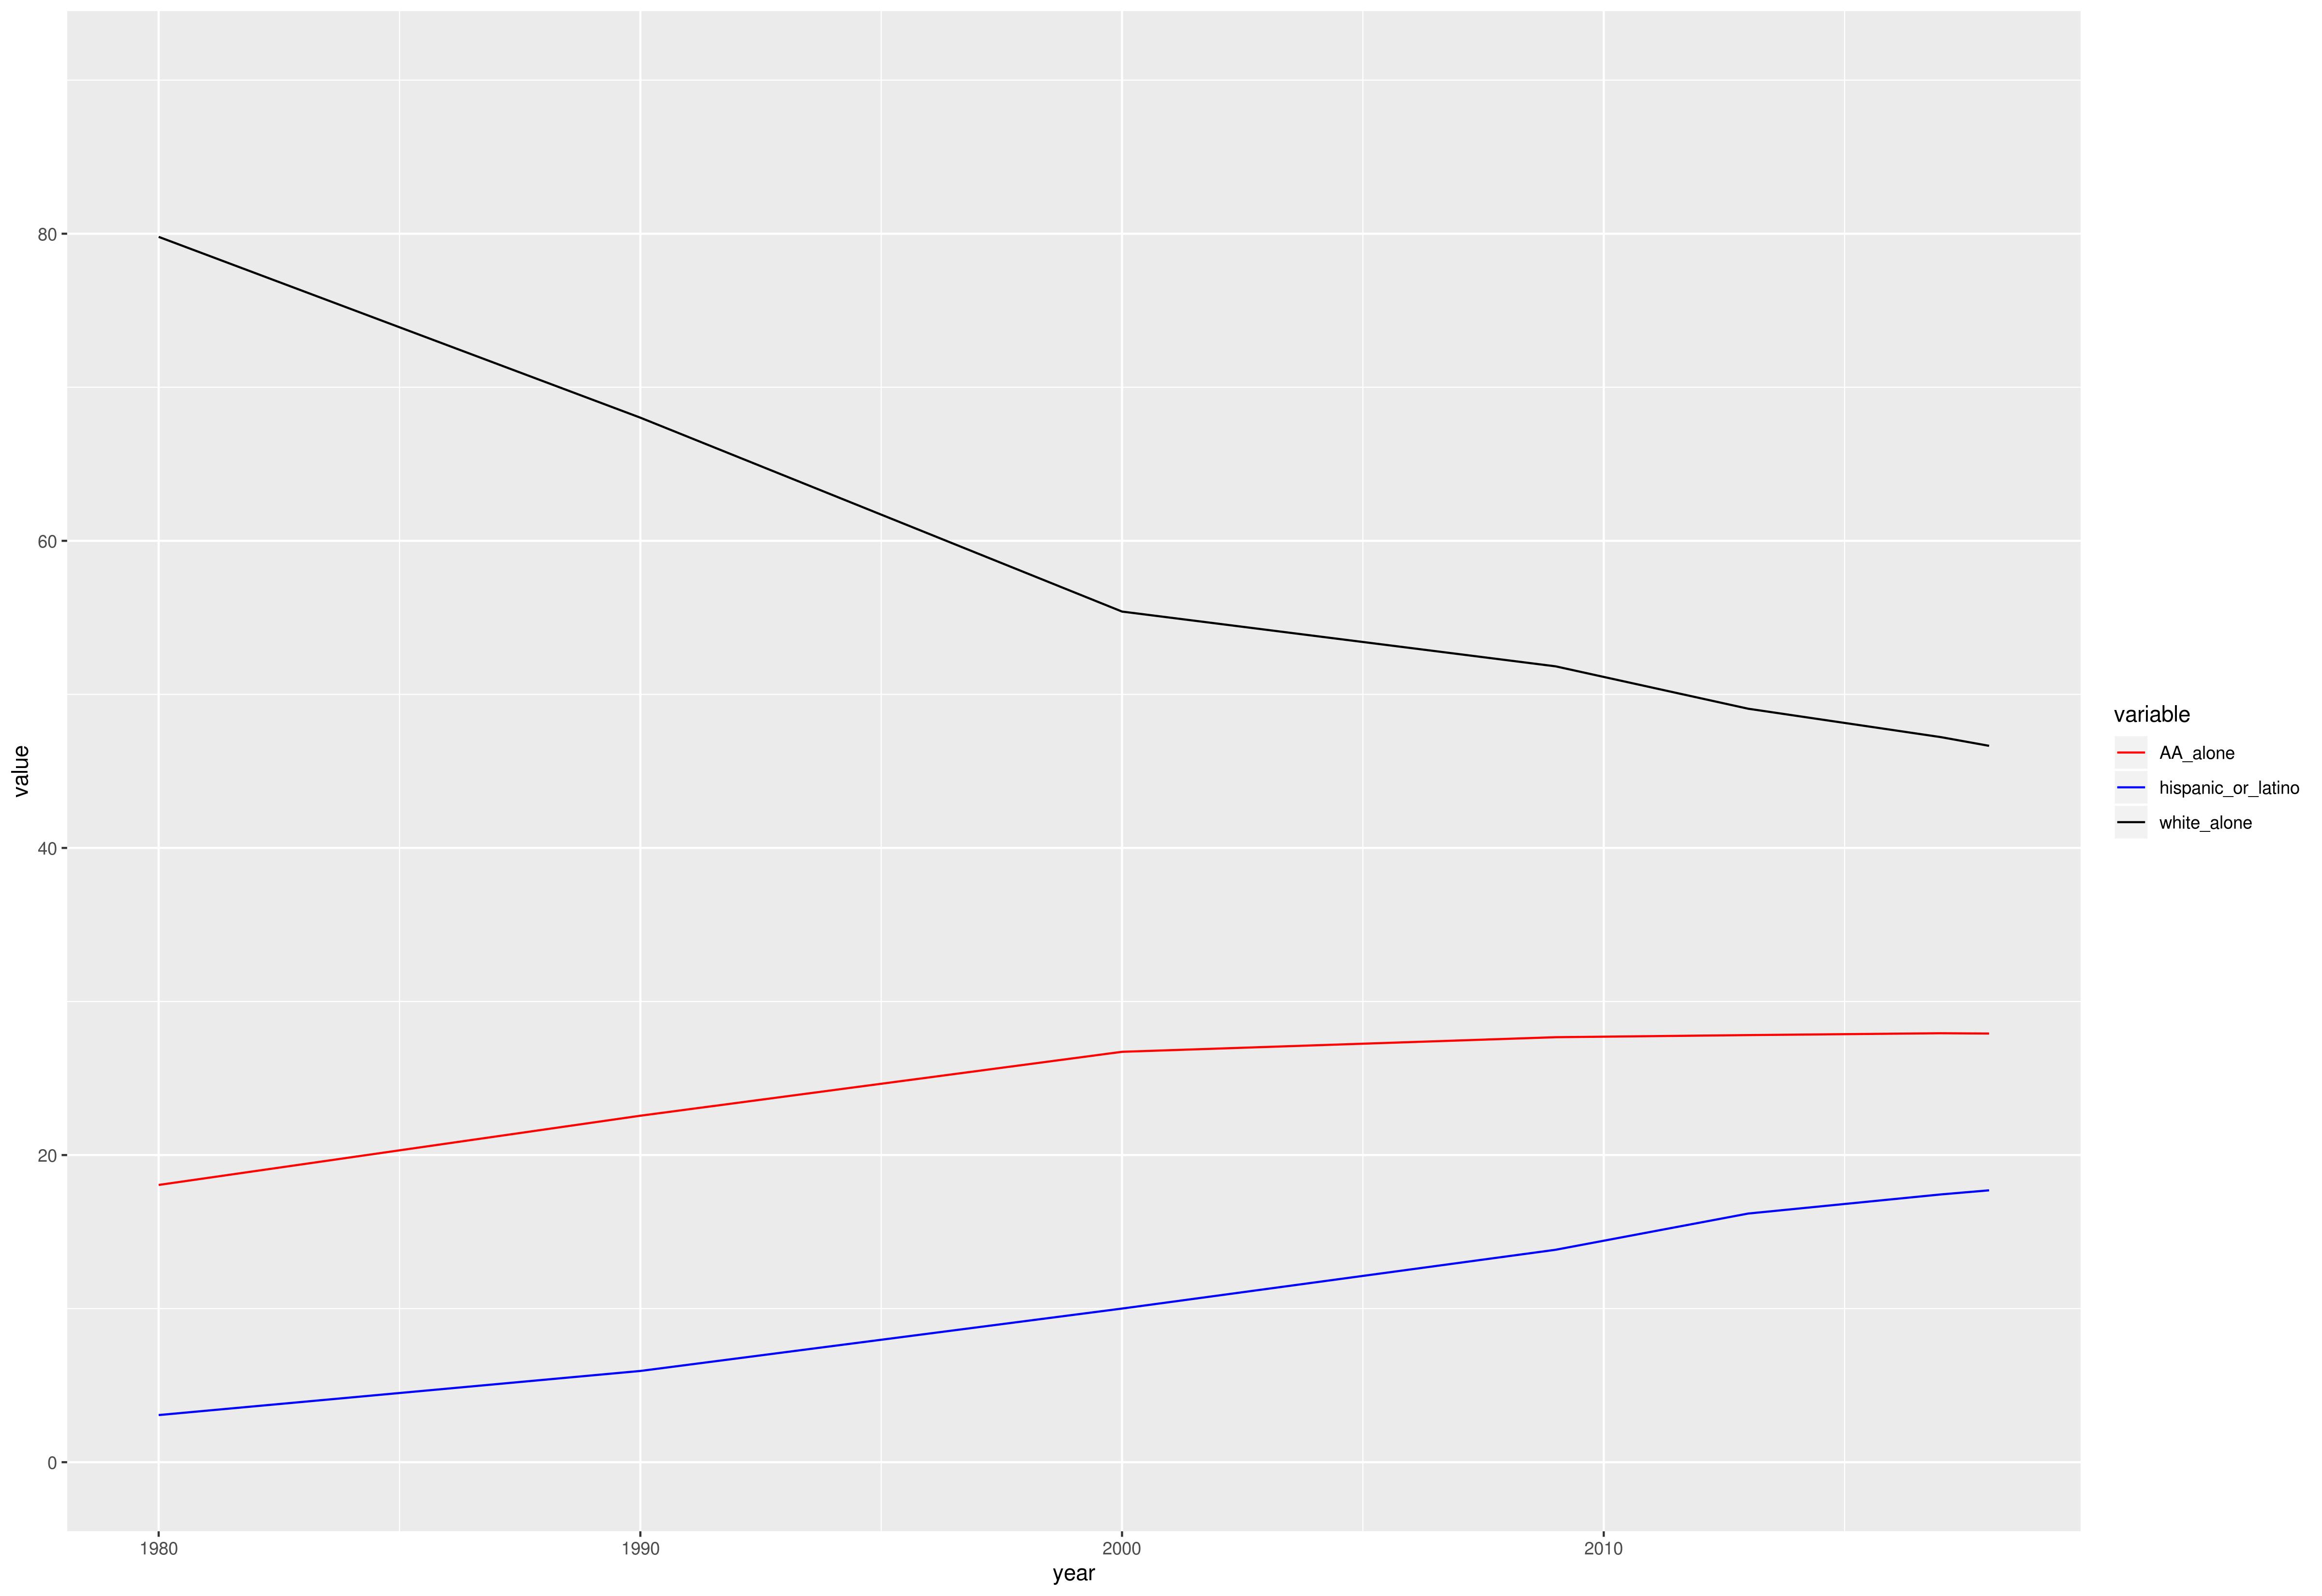 80
60
40
20
0
value
1980
1990
2000
2010
year
variable
AA_alone
hispanic_or_latino
white_alone